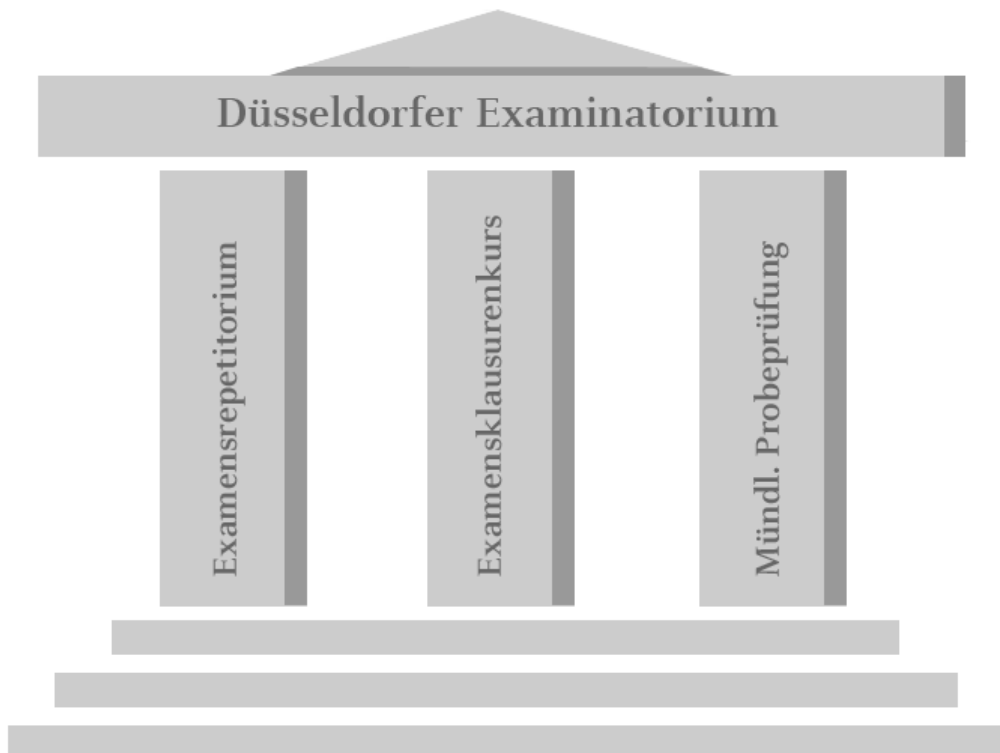 Düsseldorfer Examinatorium
Examensrepetitorium
Examensklausurenkurs
Mündl. Probeprüfung